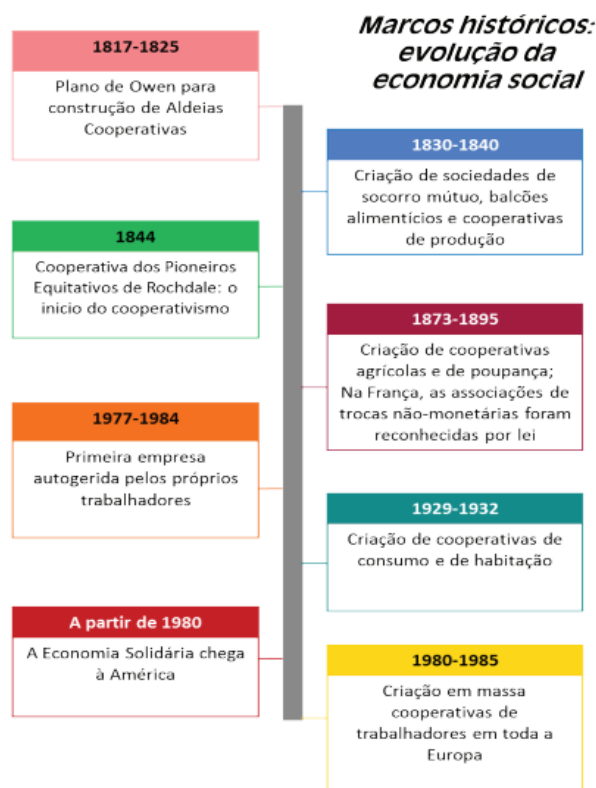 Marcos históricos:
evolução da
economia social
1817-1825
Plano de Owen para
construção de Aldeias
Cooperativas
1830-1840
Criação de sociedades de
socorro mútuo, balcões
alimentícios e cooperativas
de produção
1844
Cooperativa dos Pioneiros
Equitativos de Rochdale: o
inicio do cooperativismo
1873-1895
Criação de cooperativas
agrícolas e de poupança;
Na França, as associações de
trocas não-monetárias foram
reconhecidas por lei
1977-1984
Primeira empresa
autogerida pelos próprios
trabalhadores
1929-1932
Criação de cooperativas de
consumo e de habitação
A partir de 1980
A Economia Solidária chega
à América
1980-1985
Criação em massa
cooperativas de
trabalhadores em toda a
Europa